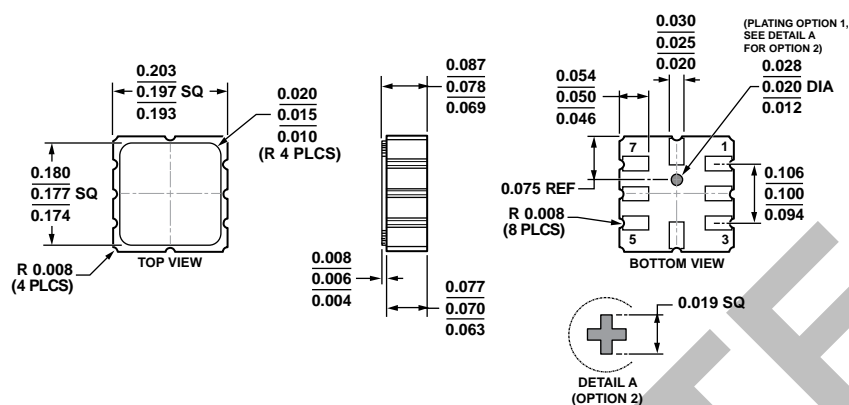 0.203
0.197 SQ
0.193
0.020
0.015
0.010
(R 4 PLCS)
0.180
0.177 SQ
0.174
R 0.008
(4 PLCS)
TOP VIEW
0.087
0.078
0.069
0.008
0.006
0.004
0.077
0.070
0.063
0.030
0.025
0.020
(PLATING OPTION 1,
SEE DETAIL A
FOR OPTION 2)
0.054
0.050
0.046
0.028
0.020 DIA
0.012
7
1
0.075 REF
0.106
0.100
0.094
R 0.008
(8 PLCS)
5
3
BOTTOM VIEW
0.019 SQ
DETAIL A
(OPTION 2)
TE